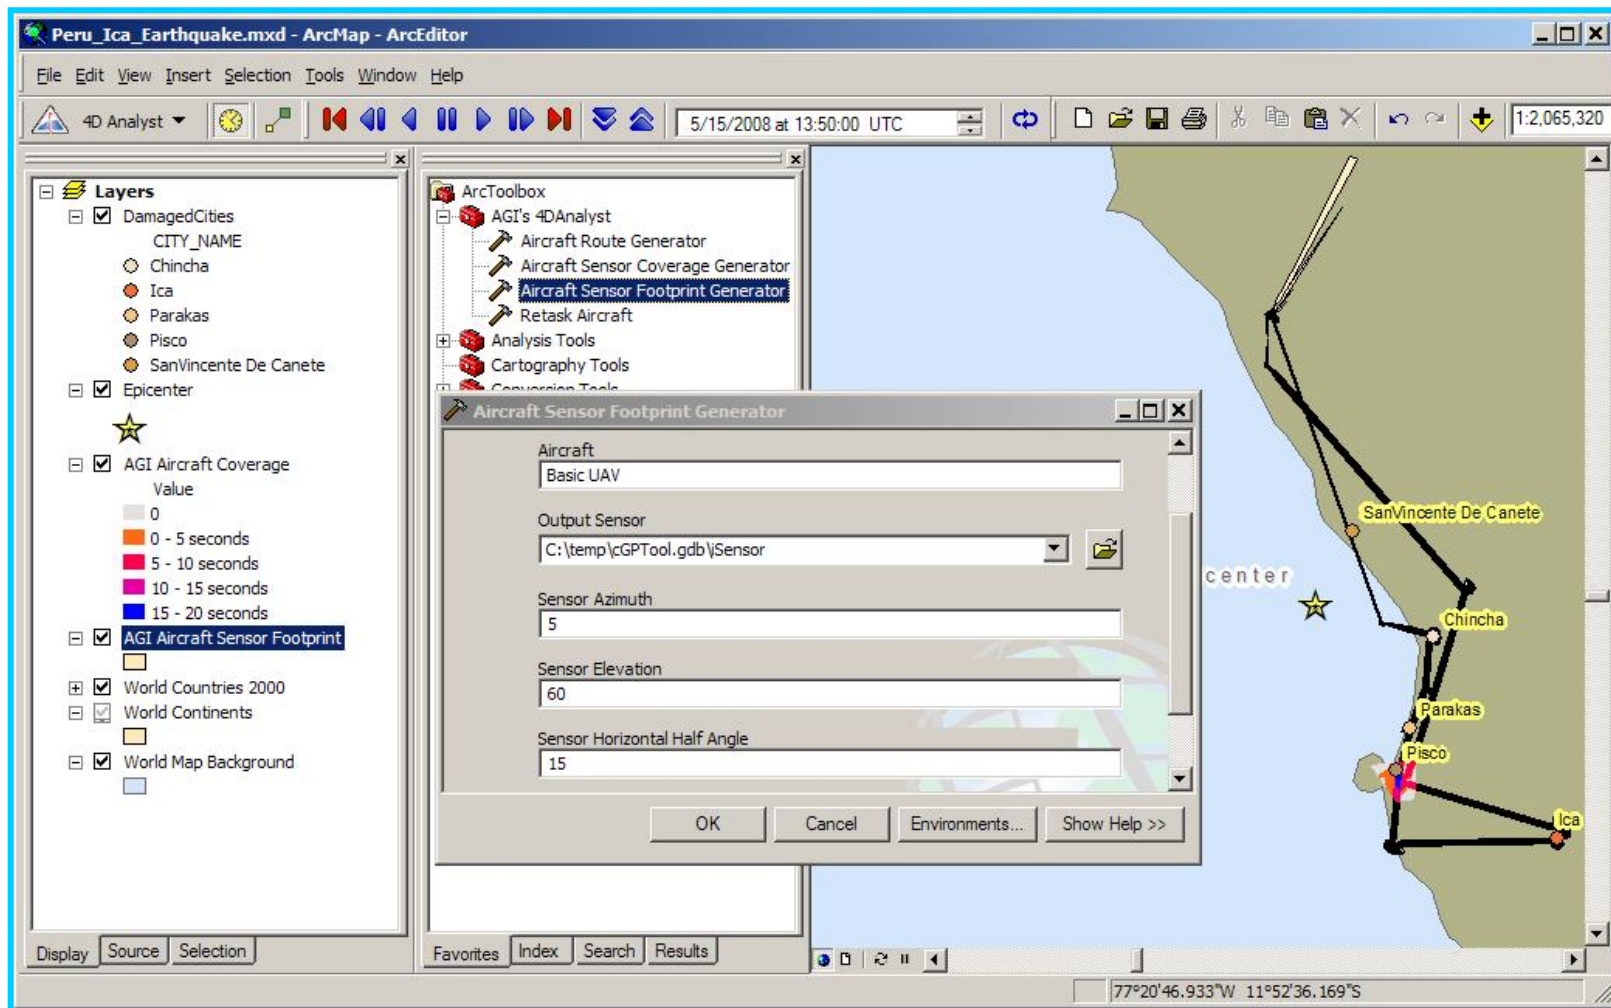 Peru_Ica_Earthquake.mxd - ArcMap - ArcEditor
File Edit View Insert Selection Tools Window Help
4D Analyst 5/15/2008 at 13:50:00 UTC 1:2,065,320
Layers
DamagedCities
CITY_NAME
Chincha
Ica
Parakas
Pisco
SanVincente De Canete
Epicenter
AGI Aircraft Coverage
Value
0
0 - 5 seconds
5 - 10 seconds
10 - 15 seconds
15 - 20 seconds
AGI Aircraft Sensor Footprint
World Countries 2000
World Continents
World Map Background
Display Source Selection
ArcToolbox
AGI's 4DAnalyst
Aircraft Route Generator
Aircraft Sensor Coverage Generator
Aircraft Sensor Footprint Generator
Retask Aircraft
Analysis Tools
Cartography Tools
Conversion Tools
Favorites Index Search Results
Aircraft Sensor Footprint Generator
Aircraft
Basic UAV
Output Sensor
C:\temp\cGPTool.gdb\iSensor
Sensor Azimuth
5
Sensor Elevation
60
Sensor Horizontal Half Angle
15
OK Cancel Environments... Show Help >>
SanVincente De Canete
center
Chincha
Parakas
Pisco
Ica
77°20'46.933"W 11°52'36.169"S